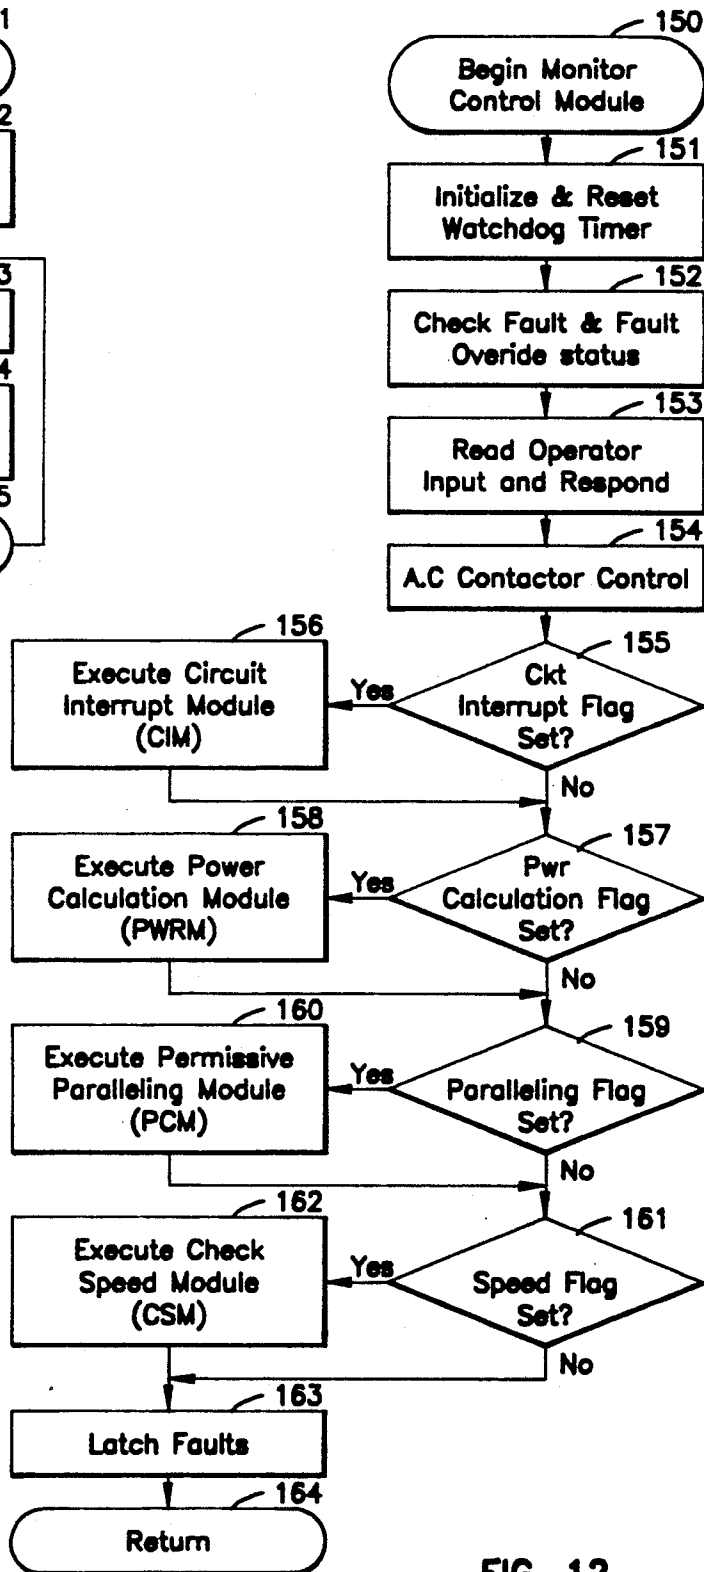 1
2
3
4
5
150
Begin Monitor
Control Module
151
Initialize & Reset
Watchdog Timer
152
Check Fault & Fault
Overide status
153
Read Operator
Input and Respond
154
A.C Contactor Control
155
Ckt
Interrupt Flag
Set?
Yes
No
156
Execute Circuit
Interrupt Module
(CIM)
157
Pwr
Calculation Flag
Set?
Yes
No
158
Execute Power
Calculation Module
(PWRM)
159
Paralleling Flag
Set?
Yes
No
160
Execute Permissive
Paralleling Module
(PCM)
161
Speed Flag
Set?
Yes
No
162
Execute Check
Speed Module
(CSM)
163
Latch Faults
164
Return